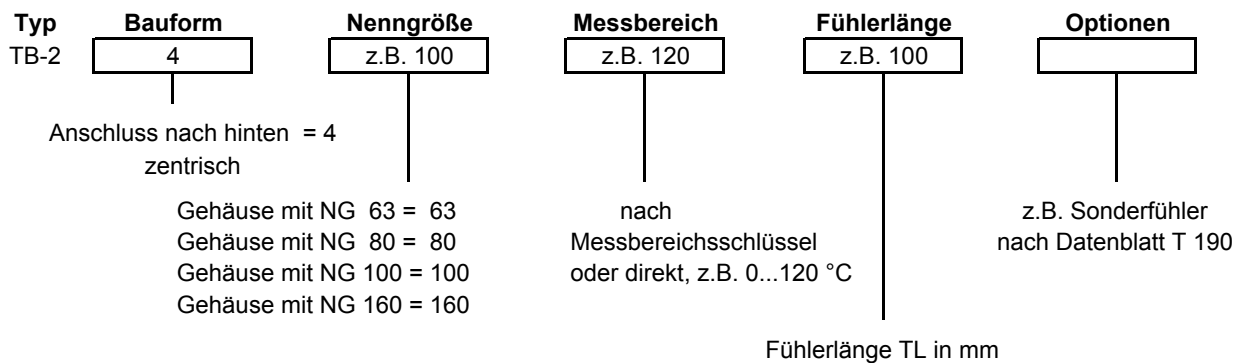 Typ Bauform Nenngröße Messbereich Fühlerlänge Optionen
TB-2 4 z.B. 100 z.B. 120 z.B. 100
Anschluss nach hinten = 4
zentrisch
Gehäuse mit NG 63 = 63 nach z.B. Sonderfühler
Gehäuse mit NG 80 = 80 Messbereichsschlüssel nach Datenblatt T 190
Gehäuse mit NG 100 = 100 oder direkt, z.B. 0...120 °C
Gehäuse mit NG 160 = 160
Fühlerlänge TL in mm